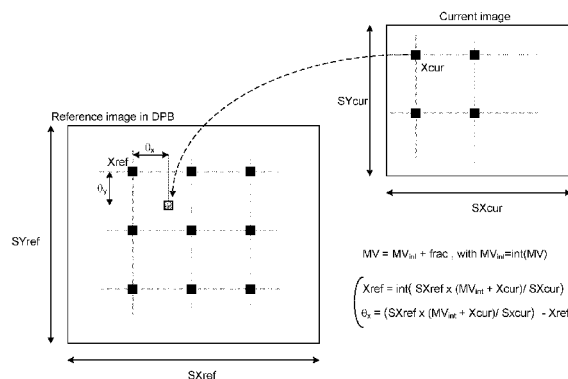 Current image
Xcur
SYcur
SXcur
Reference image in DPB
θx
Xref
θy
SYref
SXref
MV = MVint + frac , with MVint=int(MV)
Xref = int( SXref x (MVint + Xcur)/ SXcur)
θx = (SXref x (MVint + Xcur)/ Sxcur) - Xref